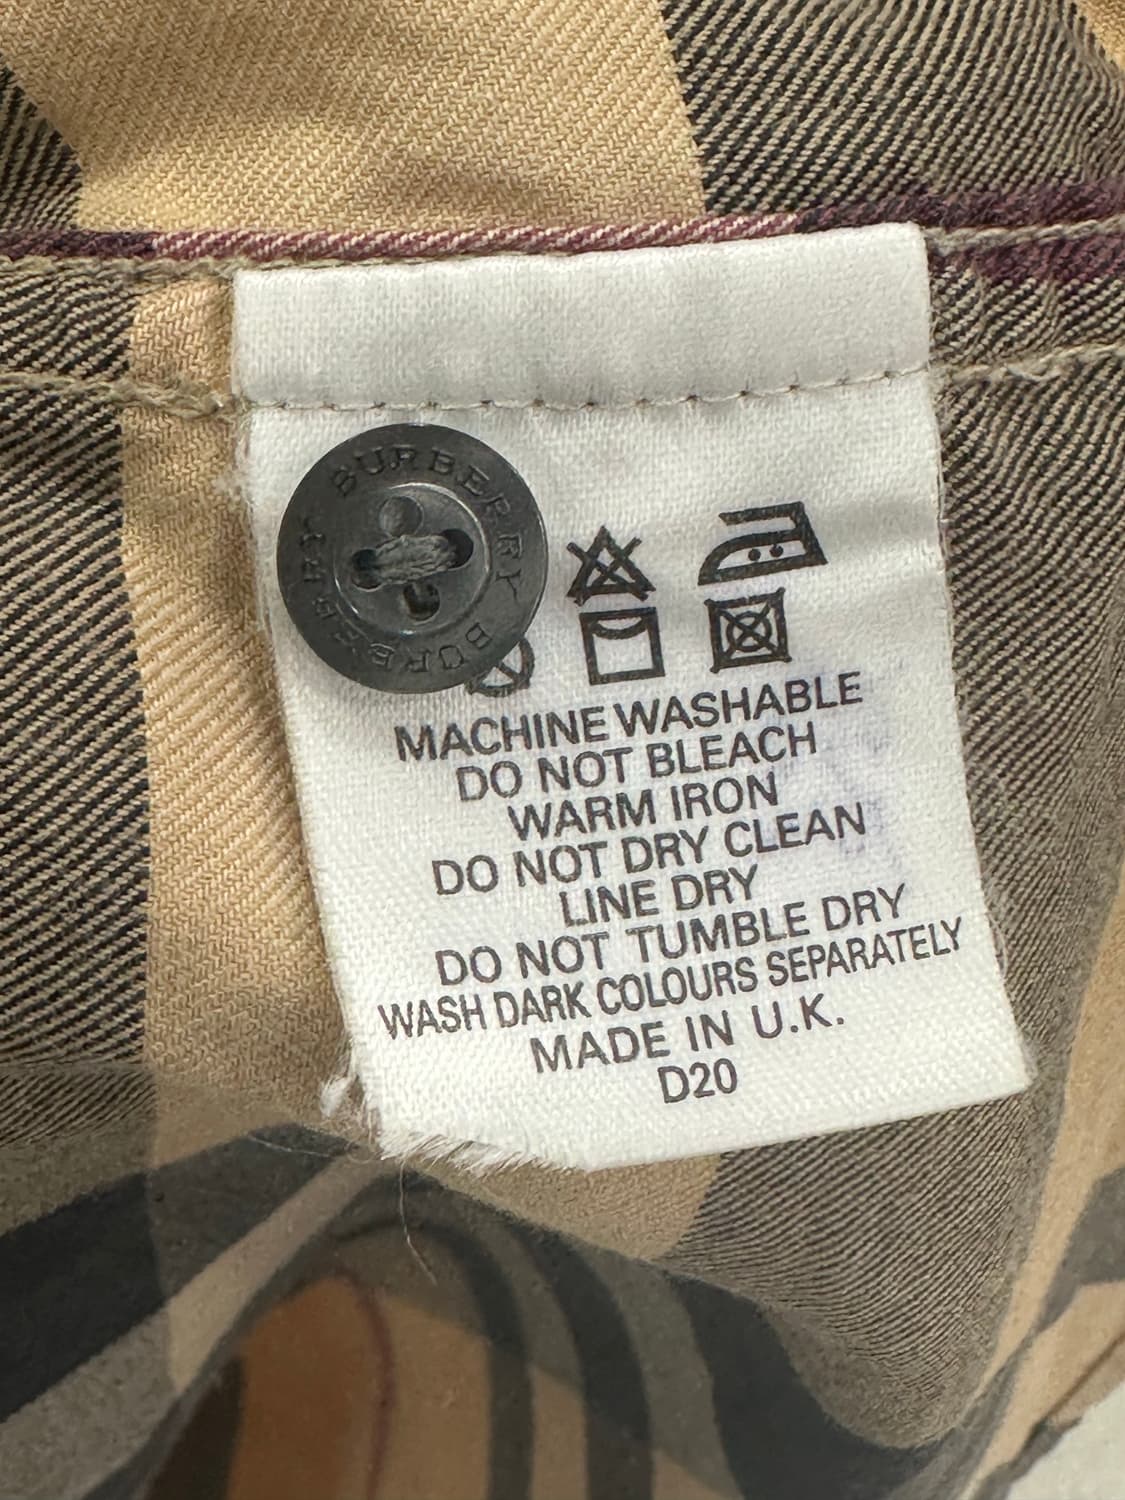 BURBERRY
BURBERRY
MACHINE WASHABLE
DO NOT BLEACH
WARM IRON
DO NOT DRY CLEAN
LINE DRY
DO NOT TUMBLE DRY
WASH DARK COLOURS SEPARATELY
MADE IN U.K.
D20